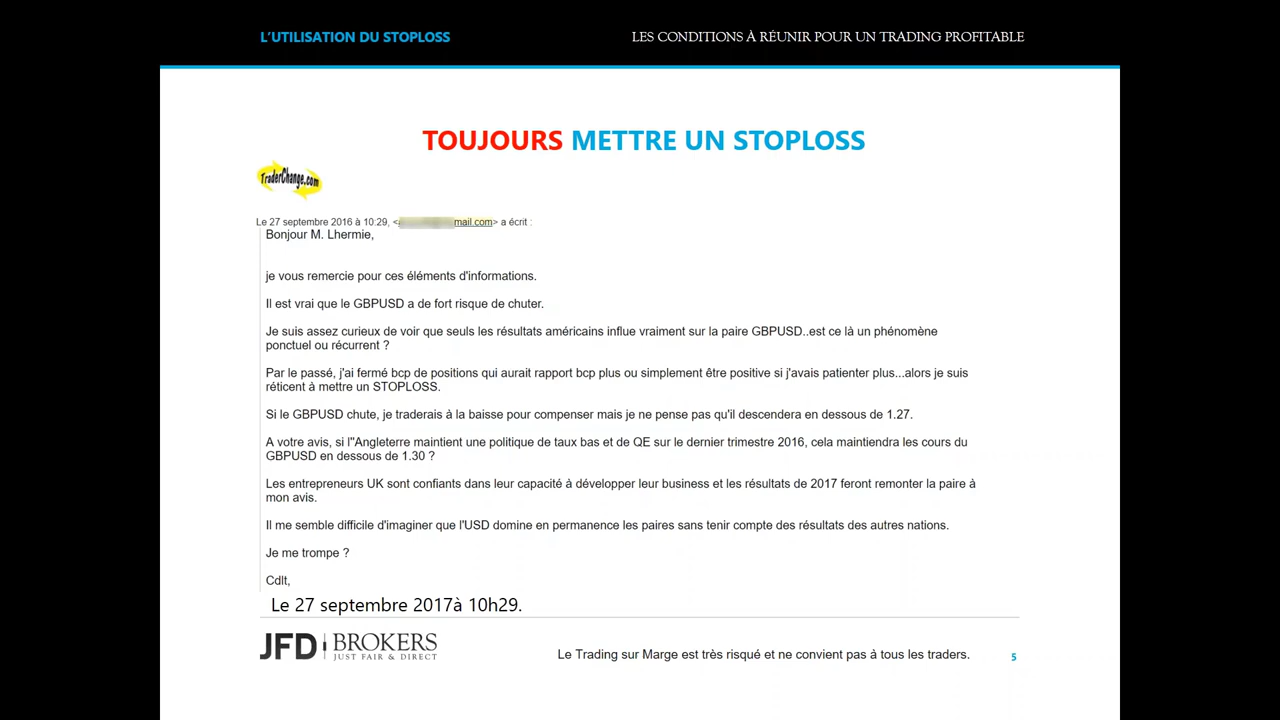 L'UTILISATION DU STOPLOSS
LES CONDITIONS À RÉUNIR POUR UN TRADING PROFITABLE
TOUJOURS METTRE UN STOPLOSS
TraderChange.com
Le 27 septembre 2016 à 10:29, <mail.com> a écrit :
Bonjour M. Lhermie,
je vous remercie pour ces éléments d'informations.
Il est vrai que le GBPUSD a de fort risque de chuter.
Je suis assez curieux de voir que seuls les résultats américains influe vraiment sur la paire GBPUSD..est ce là un phénomène
ponctuel ou récurrent ?
Par le passé, j'ai fermé bcp de positions qui aurait rapport bcp plus ou simplement être positive si j'avais patienter plus...alors je suis
réticent à mettre un STOPLOSS.
Si le GBPUSD chute, je traderais à la baisse pour compenser mais je ne pense pas qu'il descendera en dessous de 1.27.
A votre avis, si l"Angleterre maintient une politique de taux bas et de QE sur le dernier trimestre 2016, cela maintiendra les cours du
GBPUSD en dessous de 1.30 ?
Les entrepreneurs UK sont confiants dans leur capacité à développer leur business et les résultats de 2017 feront remonter la paire à
mon avis.
Il me semble difficile d'imaginer que l'USD domine en permanence les paires sans tenir compte des résultats des autres nations.
Je me trompe ?
Cdlt,
Le 27 septembre 2017à 10h29.
JFD BROKERS
JUST FAIR & DIRECT
Le Trading sur Marge est très risqué et ne convient pas à tous les traders.
5